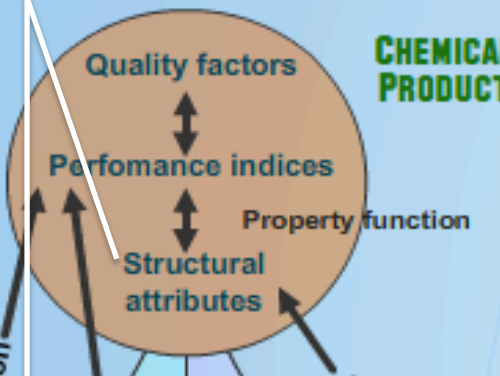 CHEMICA
PRODUCT
Quality factors
Perfomance indices
Property function
Structural
attributes